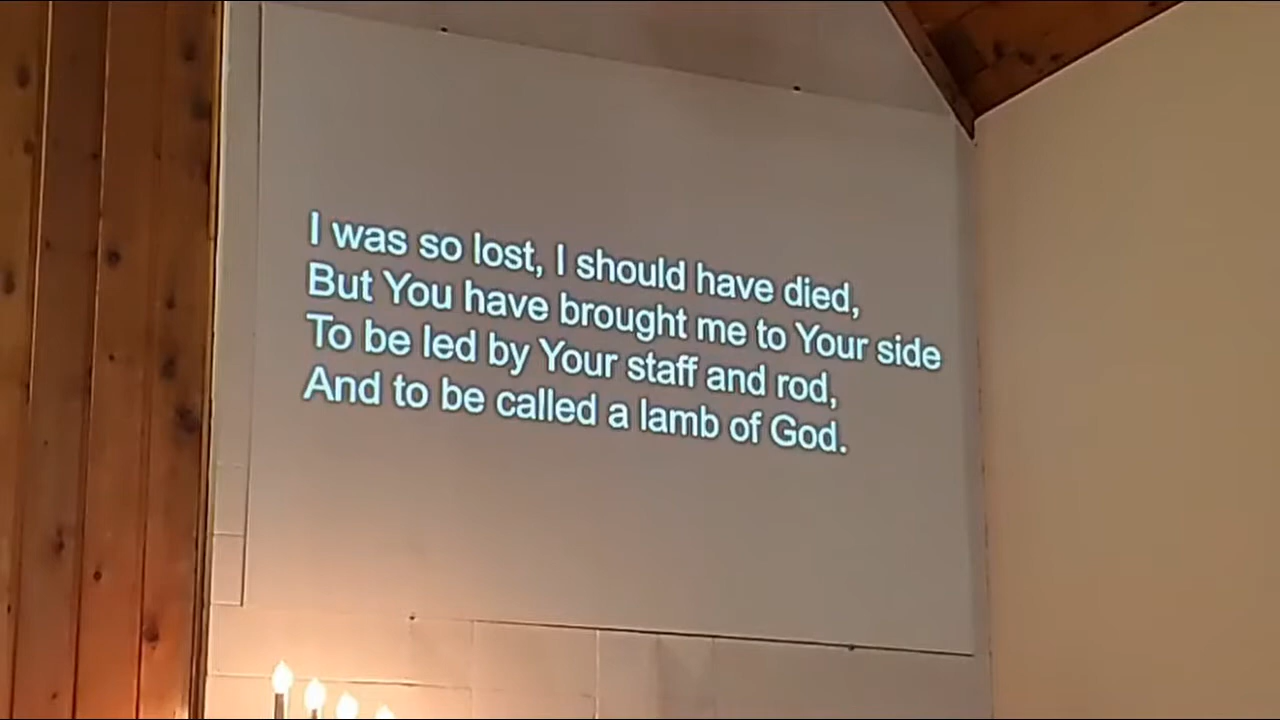 I was so lost, I should have died,
But You have brought me to Your side
To be led by Your staff and rod,
And to be called a lamb of God.